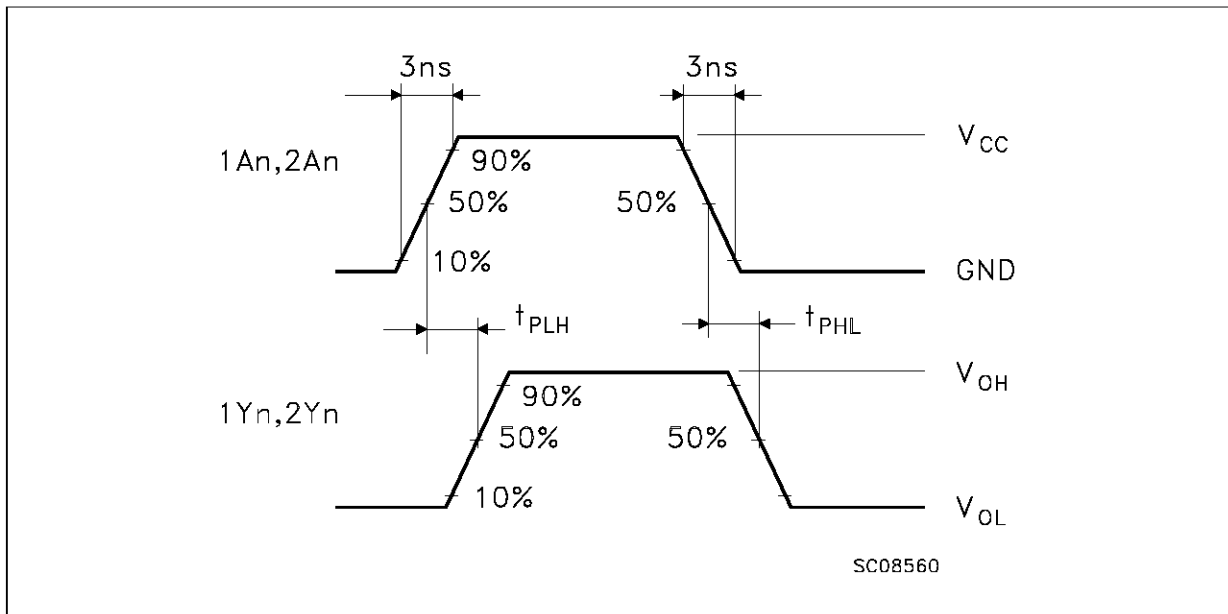 3ns 3ns
V_CC
1An,2An
90%
50% 50%
10%
GND
t_PLH t_PHL
V_OH
90%
1Yn,2Yn
50% 50%
10%
V_OL
SC08560